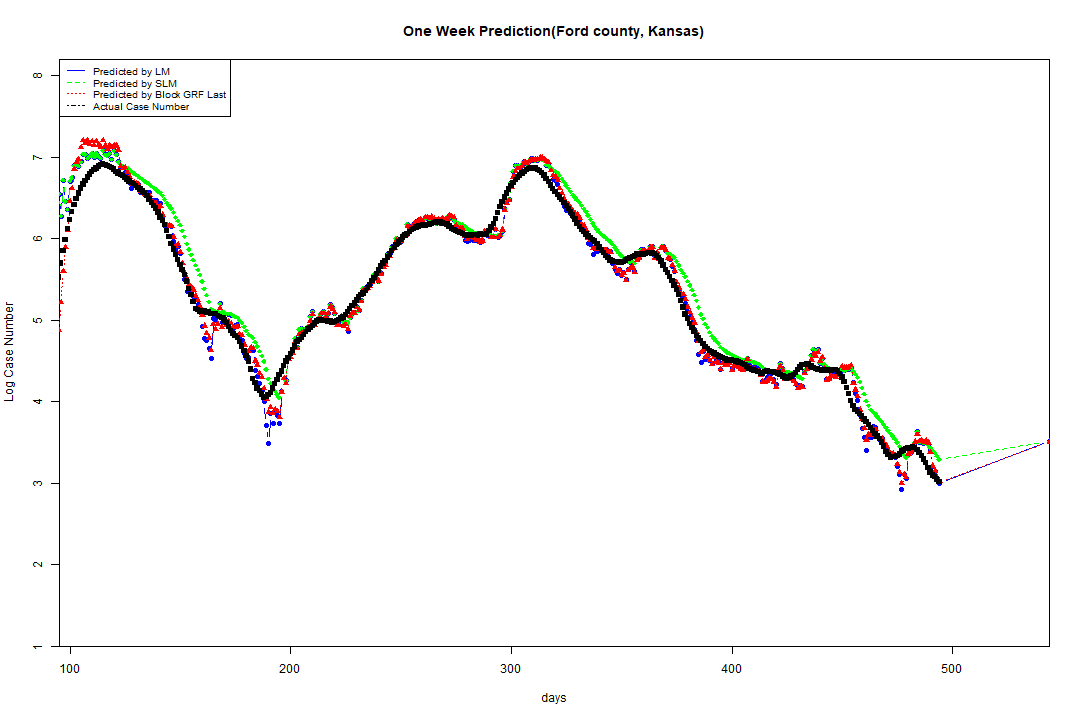 One Week Prediction(Ford county, Kansas)
Predicted by LM
Predicted by SLM
Predicted by Block GRF Last
Actual Case Number
8
7
6
5
4
3
2
1
Log Case Number
100 200 300 400 500
days